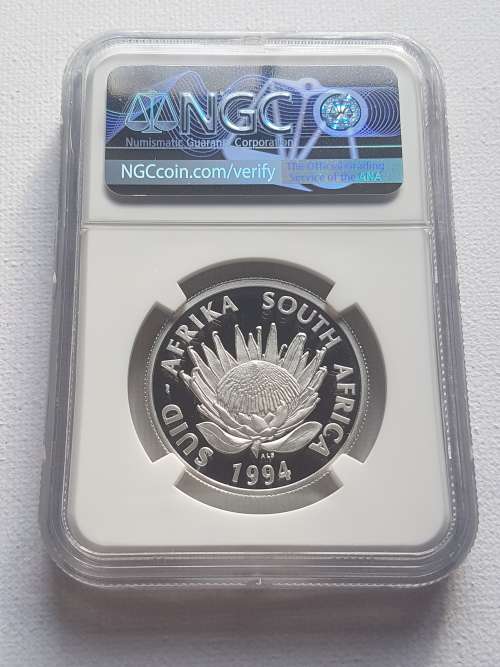 NGC
Numismatic Guaranty Corporation
NGCcoin.com/verify
The Official Grading
Service of the ANA
SUID-AFRIKA SOUTH AFRICA
ALS
1994